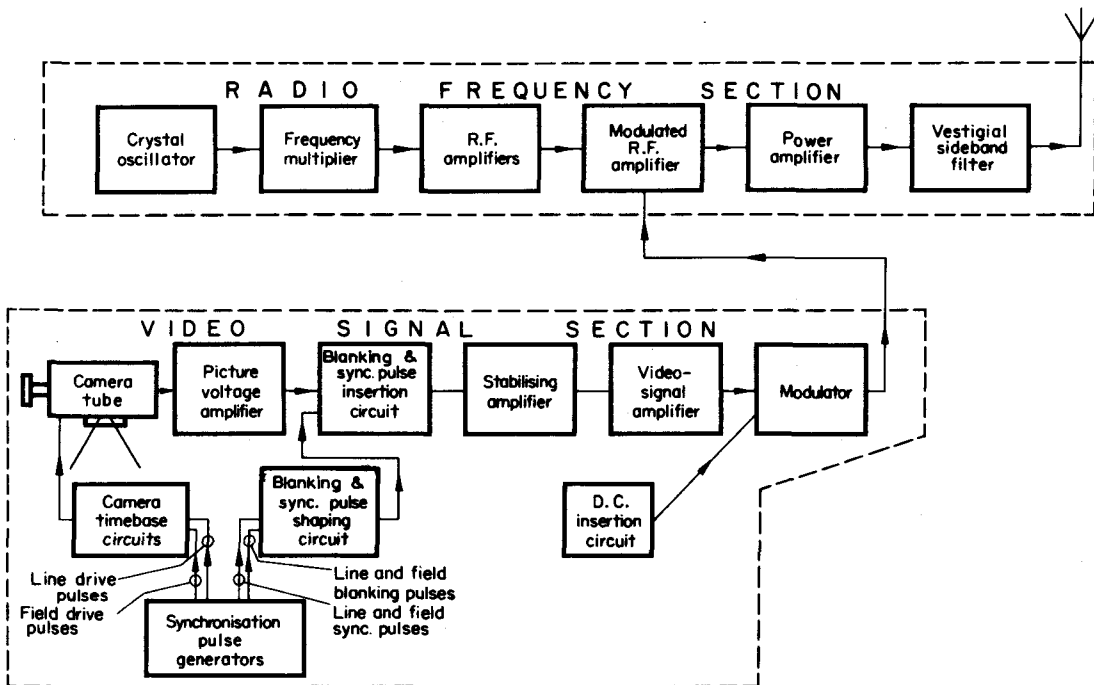 RADIO FREQUENCY SECTION
Crystal
oscillator
Frequency
multiplier
R.F.
amplifiers
Modulated
R.F.
amplifier
Power
amplifier
Vestigial
sideband
filter
VIDEO SIGNAL SECTION
Camera
tube
Picture
voltage
amplifier
Blanking &
sync. pulse
insertion
circuit
Stabilising
amplifier
Video-
signal
amplifier
Modulator
Camera
timebase
circuits
Blanking &
sync. pulse
shaping
circuit
D.C.
insertion
circuit
Line drive
pulses
Field drive
pulses
Line and field
blanking pulses
Line and field
sync. pulses
Synchronisation
pulse
generators